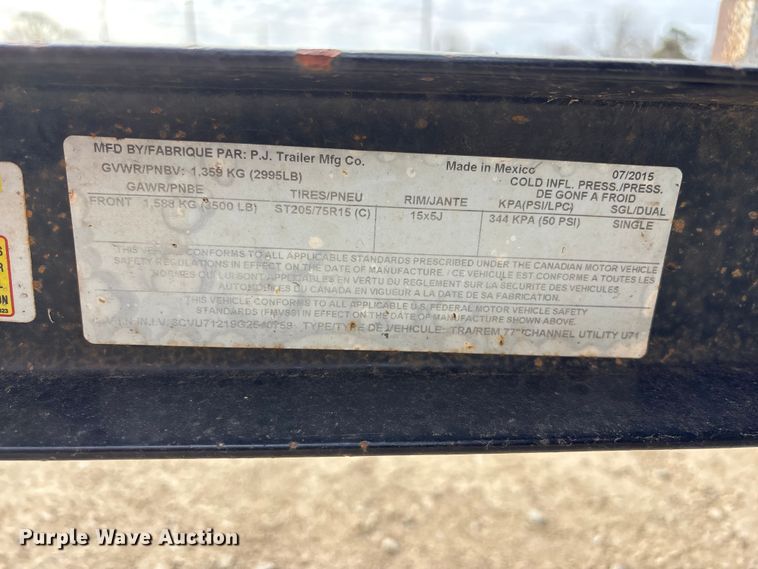 MFD BY/FABRIQUE PAR: P.J. Trailer Mfg Co. Made in Mexico 07/2015
GVWR/PNBV: 1,359 KG (2995LB) COLD INFL. PRESS./PRESS.
GAWR/PNBE TIRES/PNEU RIM/JANTE DE GONF A FROID
KPA(PSI/LPC) SGL/DUAL
FRONT 1,588 KG (3500 LB) ST205/75R15 (C) 15x5J 344 KPA (50 PSI) SINGLE
THIS VEHICLE CONFORMS TO ALL APPLICABLE STANDARDS PRESCRIBED UNDER THE CANADIAN MOTOR VEHICLE
SAFETY REGULATIONS IN EFFECT ON THE DATE OF MANUFACTURE. / CE VEHICULE EST CONFORME A TOUTES LES
NORMES QUI LUI SONT APPLICABLES EN VERTU DU REGLEMENT SUR LA SECURITE DES VEHICULES
AUTOMOBILES DU CANADA EN VIGUEUR A LA DATE DE SA FABRICATION.
THIS VEHICLE CONFORMS TO ALL APPLICABLE U.S. FEDERAL MOTOR VEHICLE SAFETY
STANDARDS (FMVSS) IN EFFECT ON THE DATE OF MANUFACTURE SHOWN ABOVE.
TYPE/TYPE DE VEHICULE: TRA/REM 77" CHANNEL UTILITY U71
ON
Purple Wave Auction